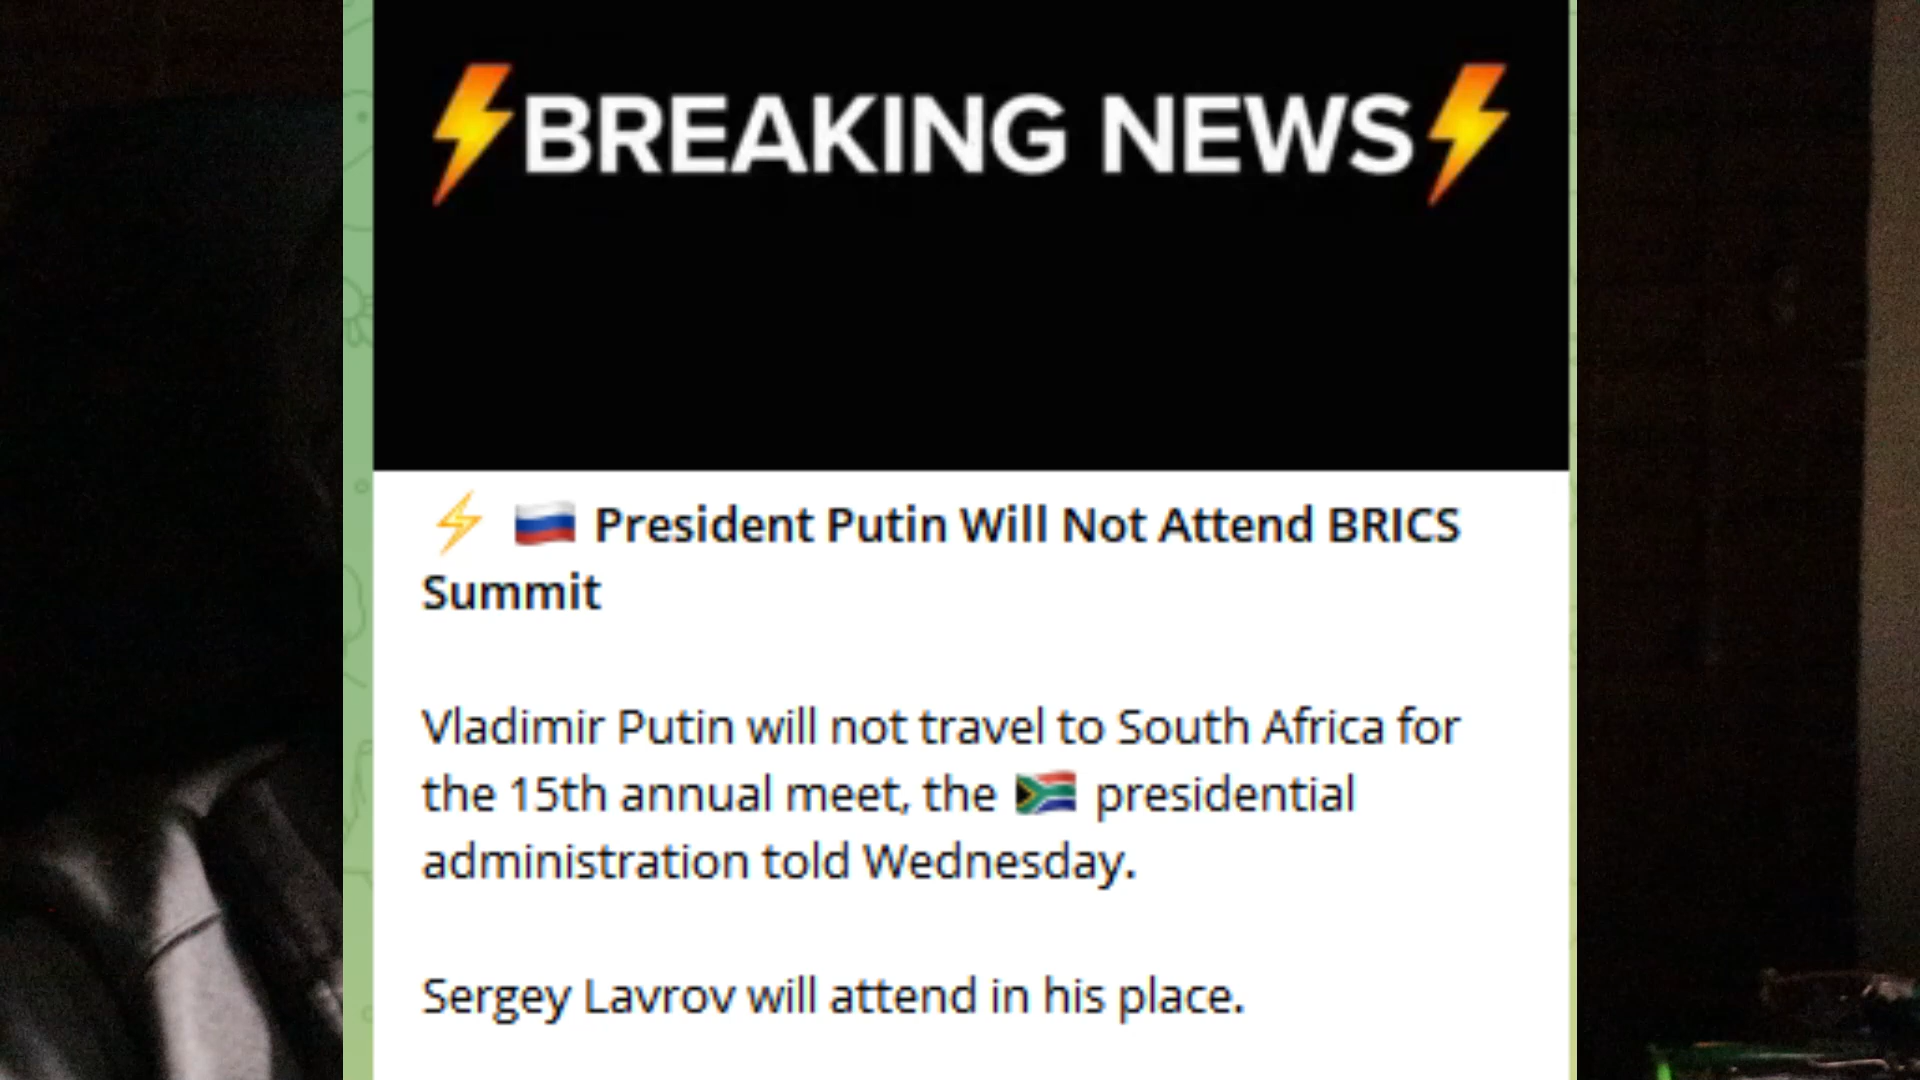 ⚡BREAKING NEWS⚡
⚡ 🇷🇺 President Putin Will Not Attend BRICS
Summit
Vladimir Putin will not travel to South Africa for
the 15th annual meet, the 🇿🇦 presidential
administration told Wednesday.
Sergey Lavrov will attend in his place.